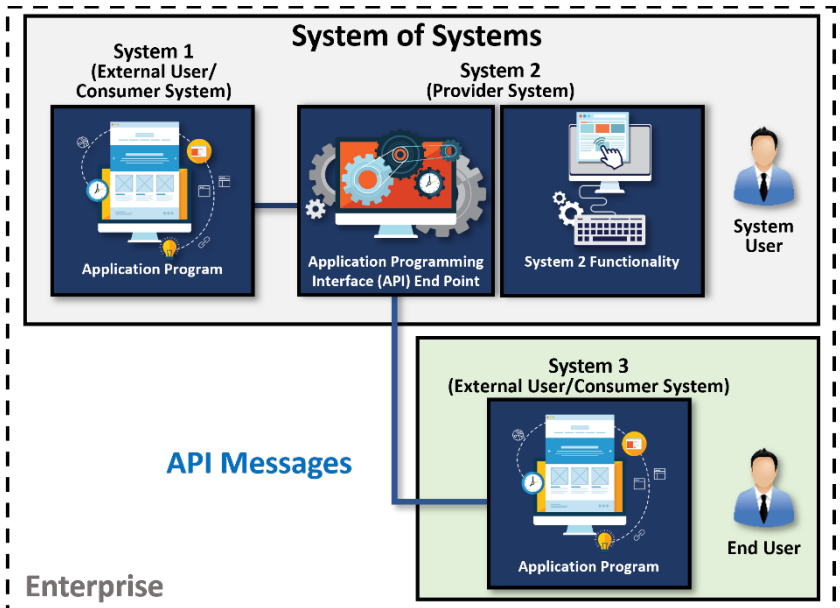 System of Systems
System 1
(External User/
Consumer System)
System 2
(Provider System)
Application Program
Application Programming
Interface (API) End Point
System 2 Functionality
System
User
System 3
(External User/Consumer System)
API Messages
Application Program
End User
Enterprise